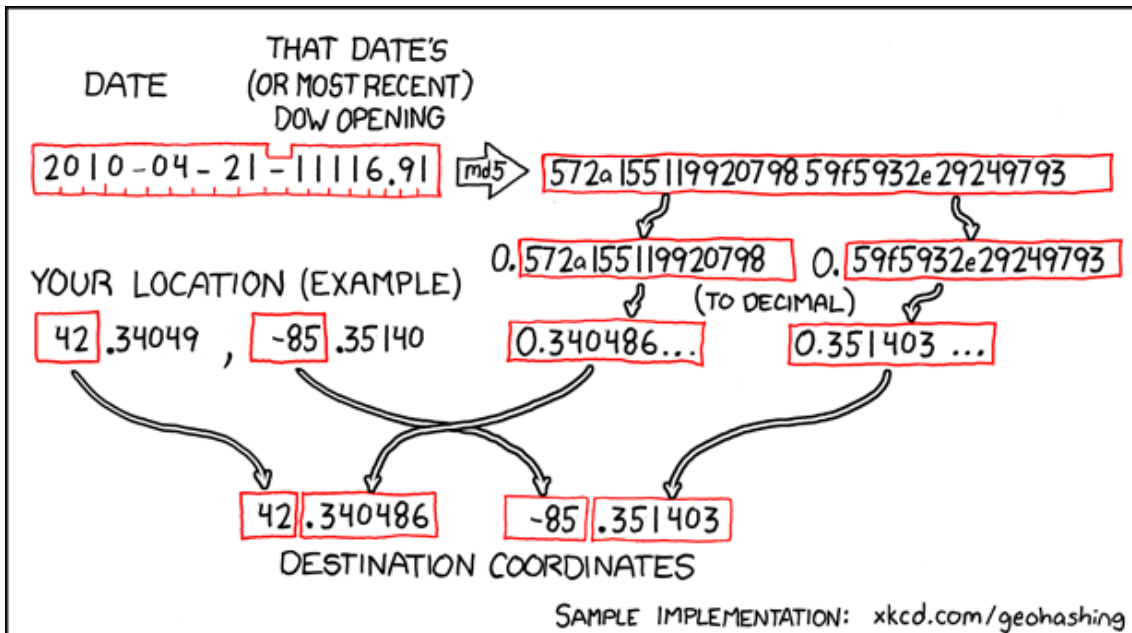 DATE
THAT DATE'S
(OR MOST RECENT)
DOW OPENING
2010-04-21-11116.91
md5
572a15511992079859f5932e29249793
0.572a155119920798
0.59f5932e29249793
(TO DECIMAL)
YOUR LOCATION (EXAMPLE)
42.34049, -85.35140
0.340486...
0.351403...
42.340486
-85.351403
DESTINATION COORDINATES
SAMPLE IMPLEMENTATION: xkcd.com/geohashing